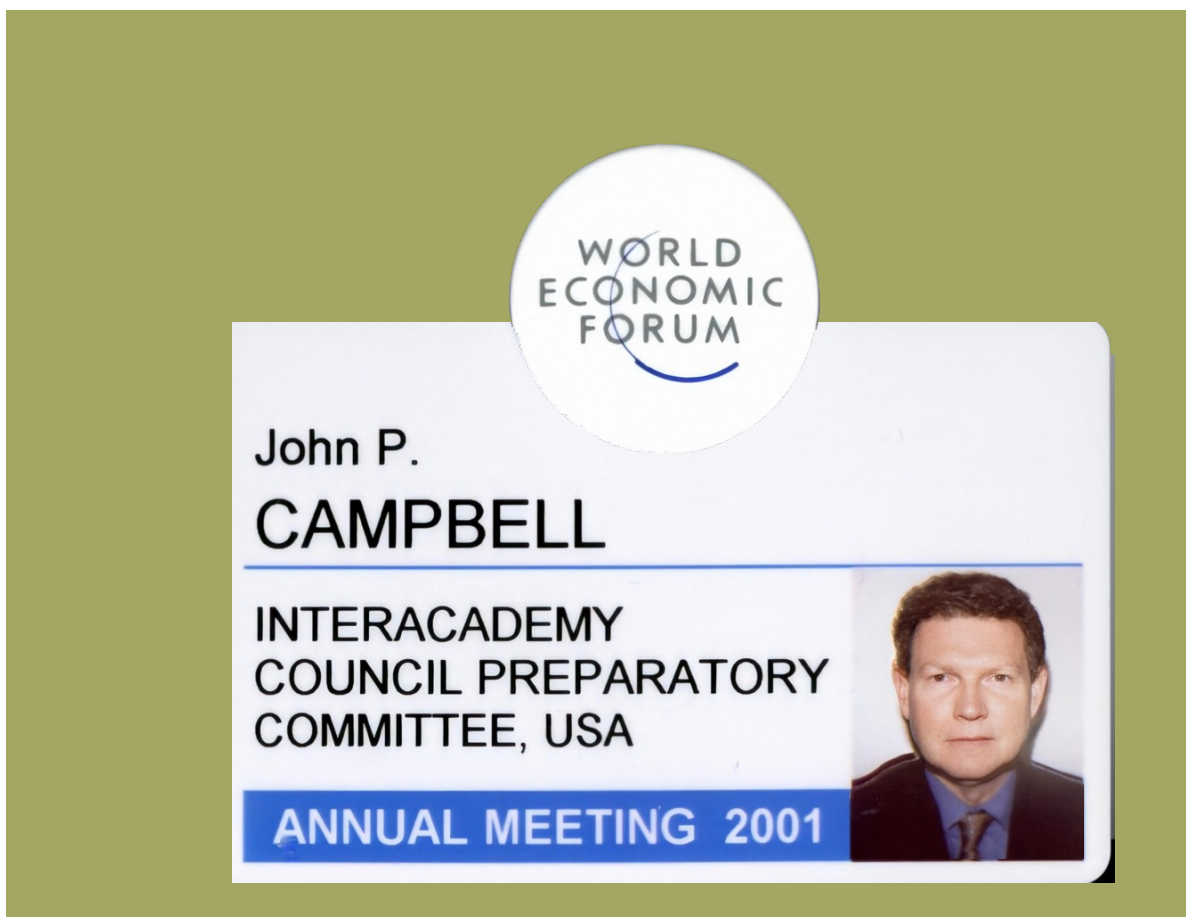 WORLD
ECONOMIC
FORUM
John P.
CAMPBELL
INTERACADEMY
COUNCIL PREPARATORY
COMMITTEE, USA
ANNUAL MEETING 2001